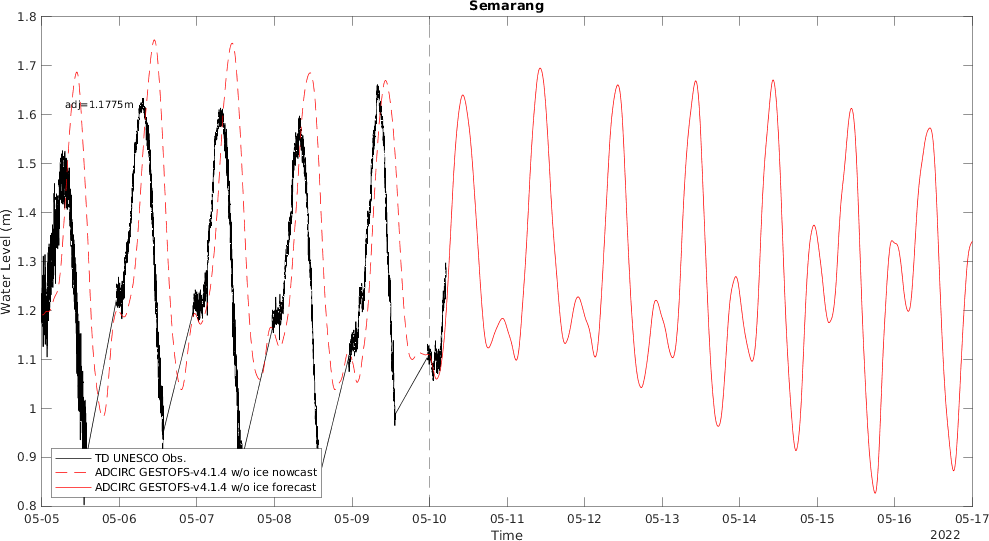 Semarang
1.8
1.7
1.6
1.5
1.4
1.3
1.2
1.1
1
0.9
0.8
Water Level (m)
adj=1.1775m
TD UNESCO Obs.
ADCIRC GESTOFS-v4.1.4 w/o ice nowcast
ADCIRC GESTOFS-v4.1.4 w/o ice forecast
05-05 05-06 05-07 05-08 05-09 05-10 05-11 05-12 05-13 05-14 05-15 05-16 05-17
Time
2022